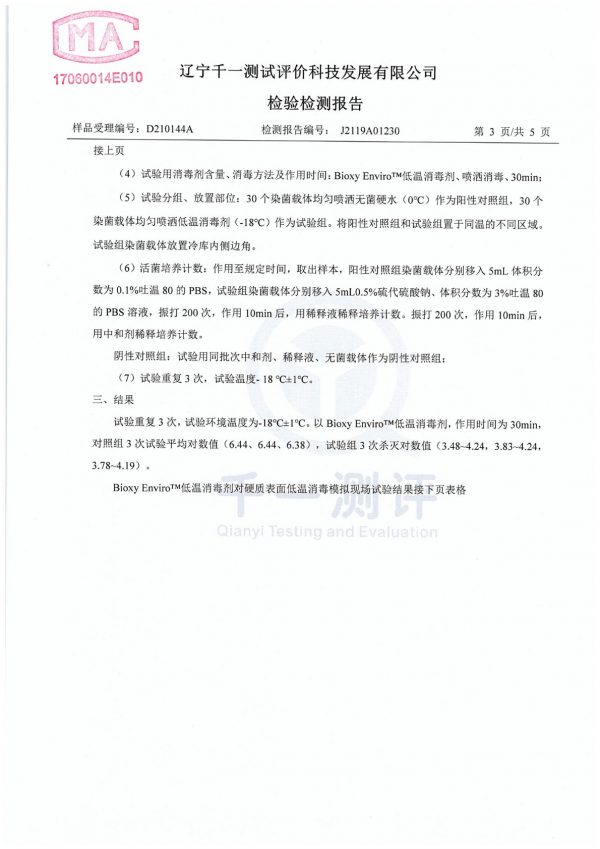 CMA
17060014E010
辽宁千一测试评价科技发展有限公司
检验检测报告
样品受理编号：D210144A 检测报告编号： J2119A01230 第 3 页/共 5 页
接上页
（4）试验用消毒剂含量、消毒方法及作用时间：Bioxy Enviro™低温消毒剂、喷洒消毒、30min；
（5）试验分组、放置部位：30 个染菌载体均匀喷洒无菌硬水（0℃）作为阳性对照组，30 个
染菌载体均匀喷洒低温消毒剂（-18℃）作为试验组。将阳性对照组和试验组置于同温的不同区域。
试验组染菌载体放置冷库内侧边角。
（6）活菌培养计数：作用至规定时间，取出样本，阳性对照组染菌载体分别移入 5mL 体积分
数为 0.1%吐温 80 的 PBS，试验组染菌载体分别移入 5mL0.5%硫代硫酸钠、体积分数为 3%吐温 80
的 PBS 溶液，振打 200 次，作用 10min 后，用稀释液稀释培养计数。振打 200 次，作用 10min 后，
用中和剂稀释培养计数。
阴性对照组：试验用同批次中和剂、稀释液、无菌载体作为阴性对照组；
（7）试验重复 3 次，试验温度- 18 ℃±1℃。
三、结果
试验重复 3 次，试验环境温度为-18℃±1℃。以 Bioxy Enviro™低温消毒剂，作用时间为 30min，
对照组 3 次试验平均对数值（6.44、6.44、6.38），试验组 3 次杀灭对数值（3.48~4.24，3.83~4.24，
3.78~4.19）。
Bioxy Enviro™低温消毒剂对硬质表面低温消毒模拟现场试验结果接下页表格
千一测评
Qianyi Testing and Evaluation